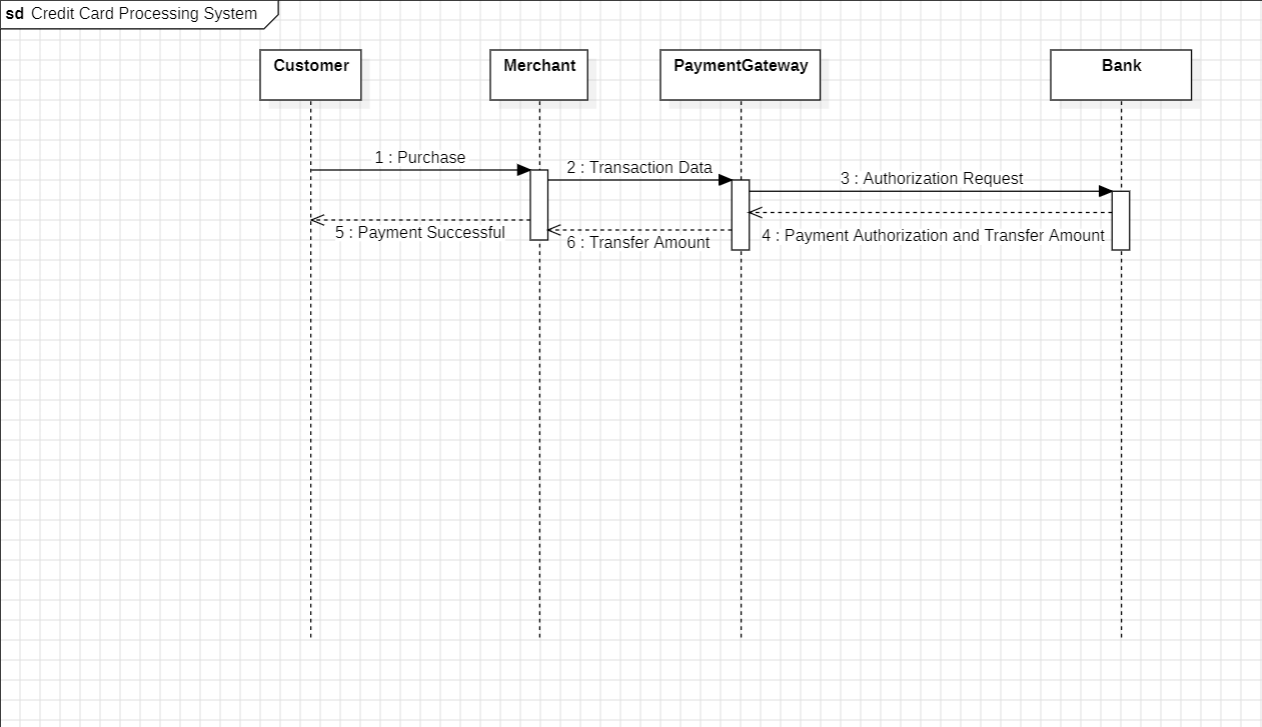 sd Credit Card Processing System
Customer
Merchant
PaymentGateway
Bank
1 : Purchase
2 : Transaction Data
3 : Authorization Request
5 : Payment Successful
6 : Transfer Amount
4 : Payment Authorization and Transfer Amount